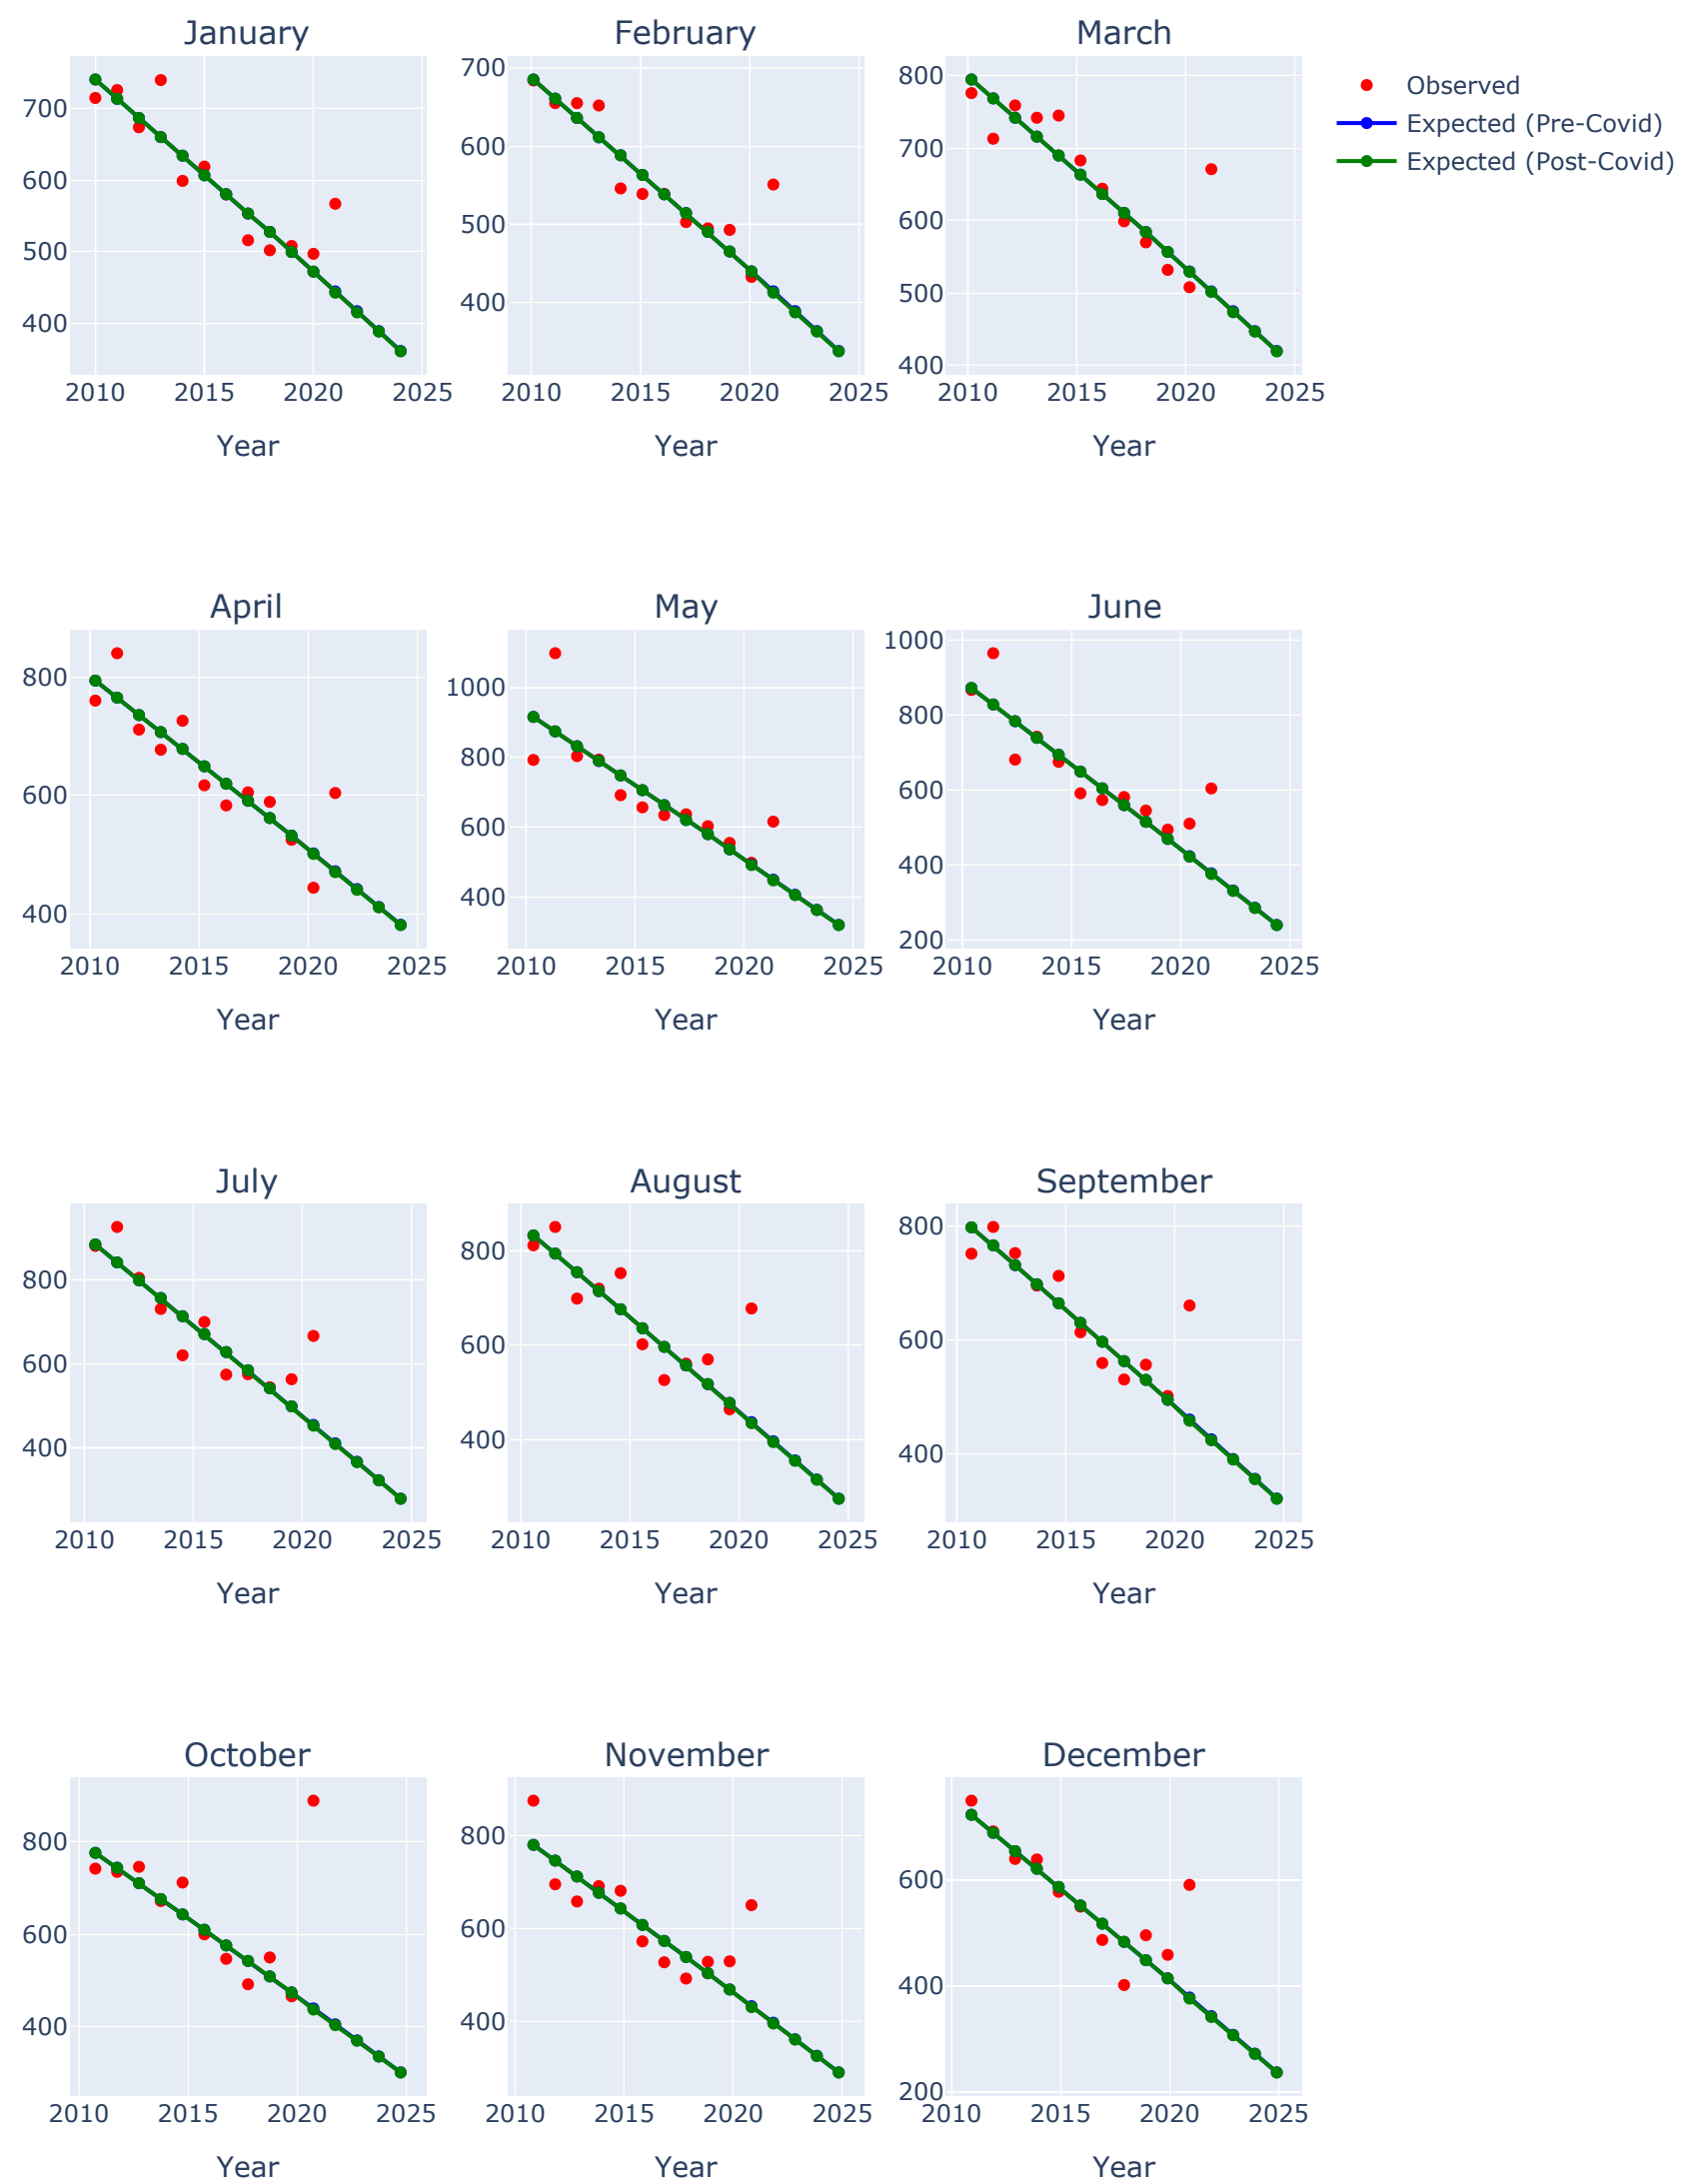 January February March
700
600
500
400
2010 2015 2020 2025
Year
700
600
500
400
2010 2015 2020 2025
Year
800
700
600
500
400
2010 2015 2020 2025
Year
Observed
Expected (Pre-Covid)
Expected (Post-Covid)
April May June
800
600
400
2010 2015 2020 2025
Year
1000
800
600
400
2010 2015 2020 2025
Year
1000
800
600
400
200
2010 2015 2020 2025
Year
July August September
800
600
400
2010 2015 2020 2025
Year
800
600
400
2010 2015 2020 2025
Year
800
600
400
2010 2015 2020 2025
Year
October November December
800
600
400
2010 2015 2020 2025
Year
800
600
400
2010 2015 2020 2025
Year
600
400
200
2010 2015 2020 2025
Year